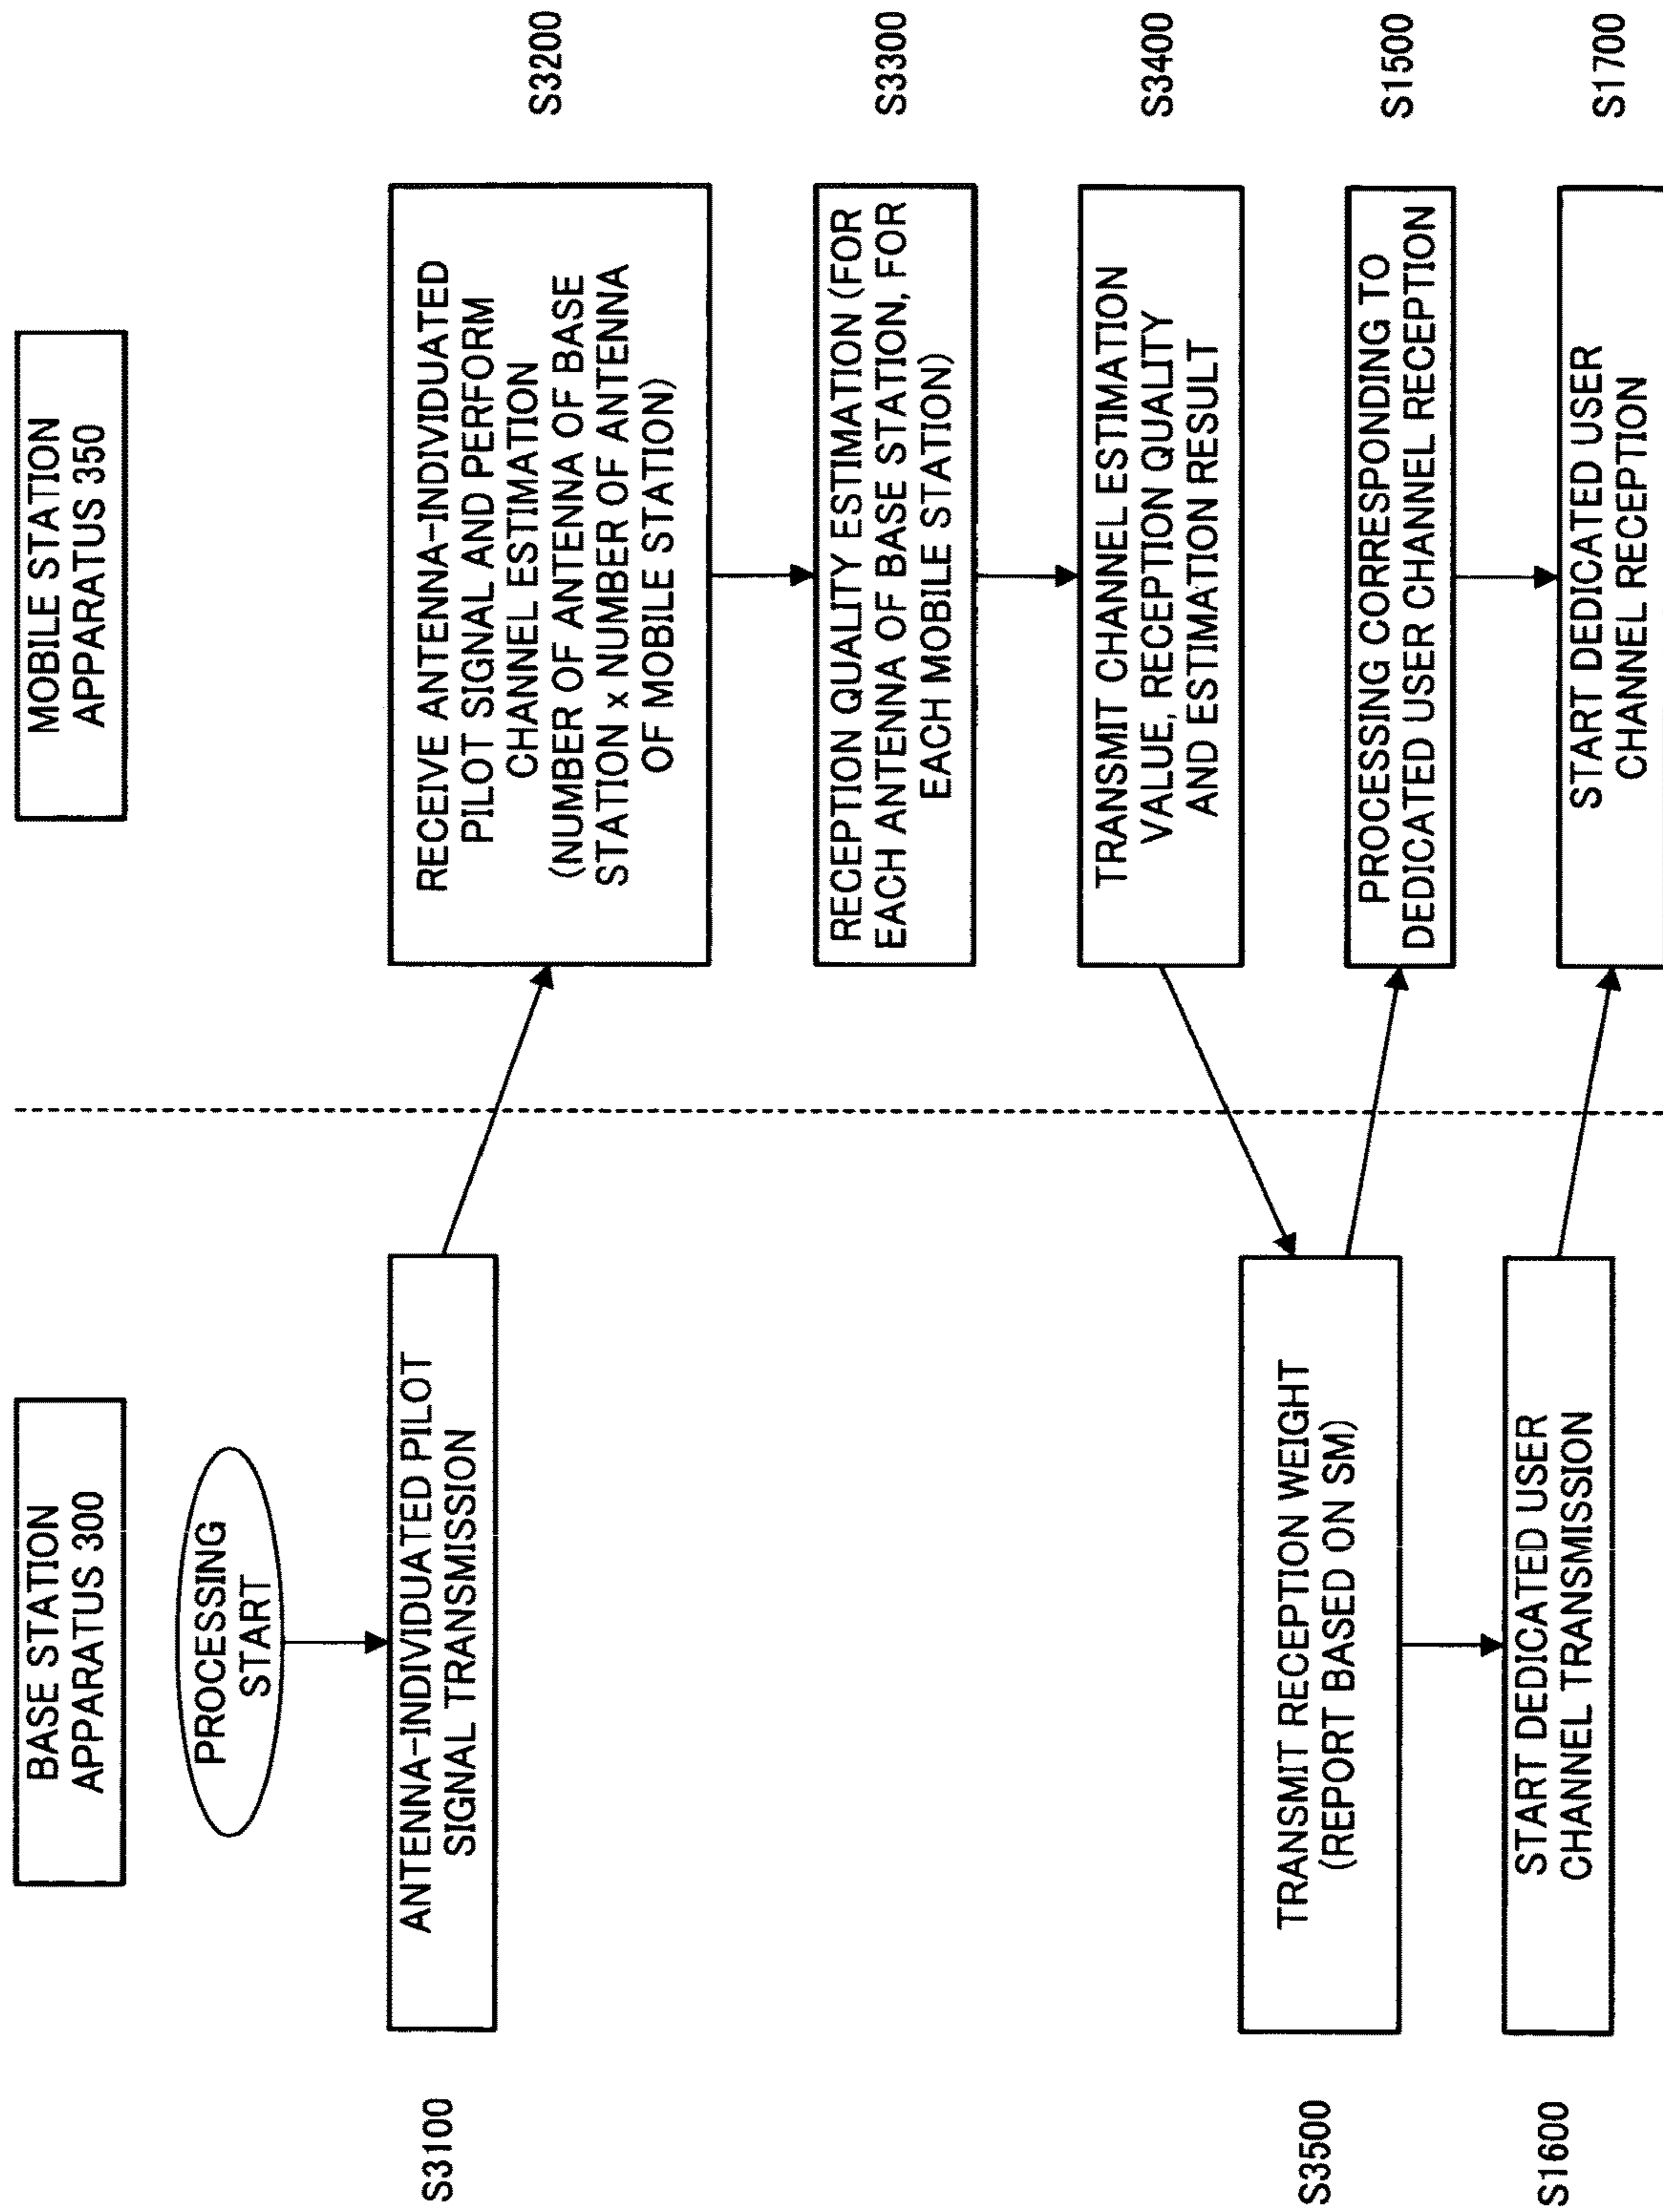 BASE STATION
APPARATUS 300
MOBILE STATION
APPARATUS 350
PROCESSING
START
S3100
ANTENNA-INDIVIDUATED PILOT
SIGNAL TRANSMISSION
RECEIVE ANTENNA-INDIVIDUATED
PILOT SIGNAL AND PERFORM
CHANNEL ESTIMATION
(NUMBER OF ANTENNA OF BASE
STATION x NUMBER OF ANTENNA
OF MOBILE STATION)
S3200
RECEPTION QUALITY ESTIMATION (FOR
EACH ANTENNA OF BASE STATION, FOR
EACH MOBILE STATION)
S3300
TRANSMIT CHANNEL ESTIMATION
VALUE, RECEPTION QUALITY
AND ESTIMATION RESULT
S3400
S3500
TRANSMIT RECEPTION WEIGHT
(REPORT BASED ON SM)
PROCESSING CORRESPONDING TO
DEDICATED USER CHANNEL RECEPTION
S1500
S1600
START DEDICATED USER
CHANNEL TRANSMISSION
START DEDICATED USER
CHANNEL RECEPTION
S1700